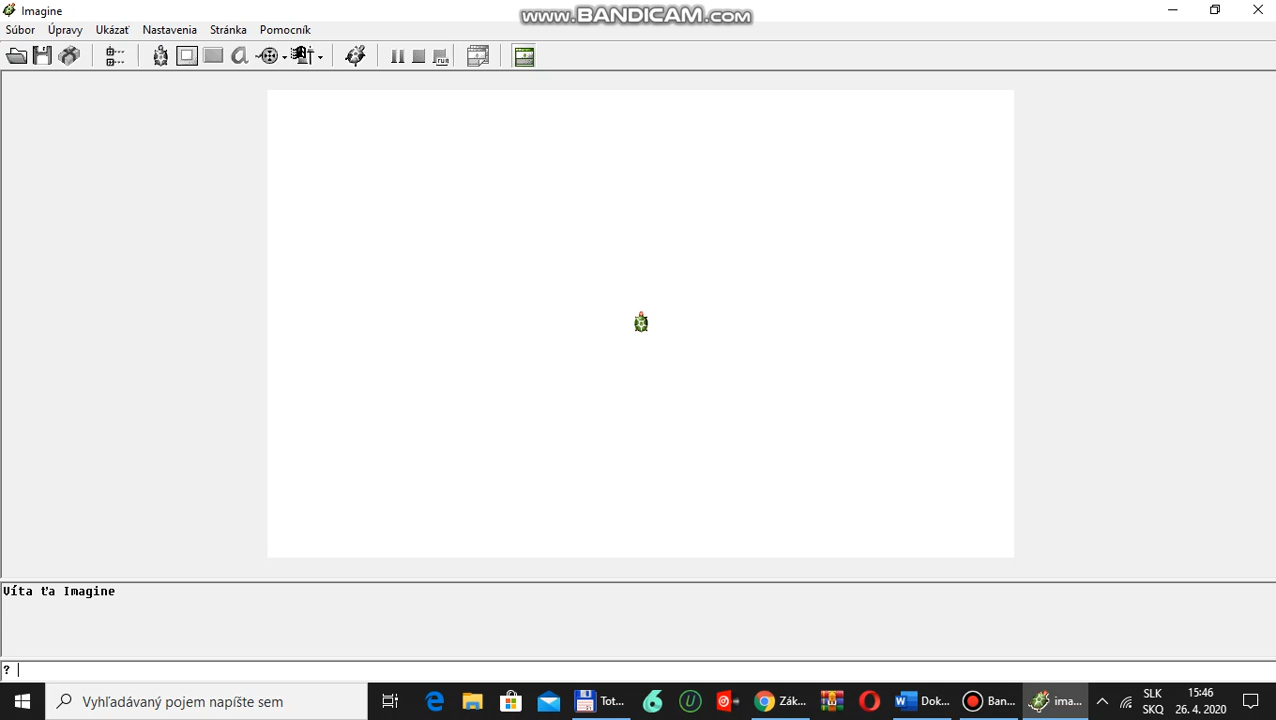 Imagine
www.BANDICAM.com
Súbor Úpravy Ukázať Nastavenia Stránka Pomocník
a
run
Víta ťa Imagine
?
Vyhľadávaný pojem napíšte sem
Tot... Zák... Dok... Ban... ima...
SLK
SKQ
15:46
26. 4. 2020